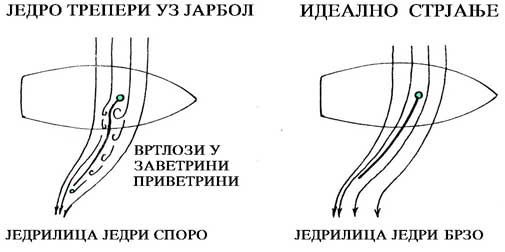 ЈЕДРО ТРЕПЕРИ УЗ ЈАРБОЛ
ИДЕАЛНО СТРЈАЊЕ
ВРТЛОЗИ У
ЗАВЕТРИНИ
ПРИВЕТРИНИ
ЈЕДРИЛИЦА ЈЕДРИ СПОРО
ЈЕДРИЛИЦА ЈЕДРИ БРЗО